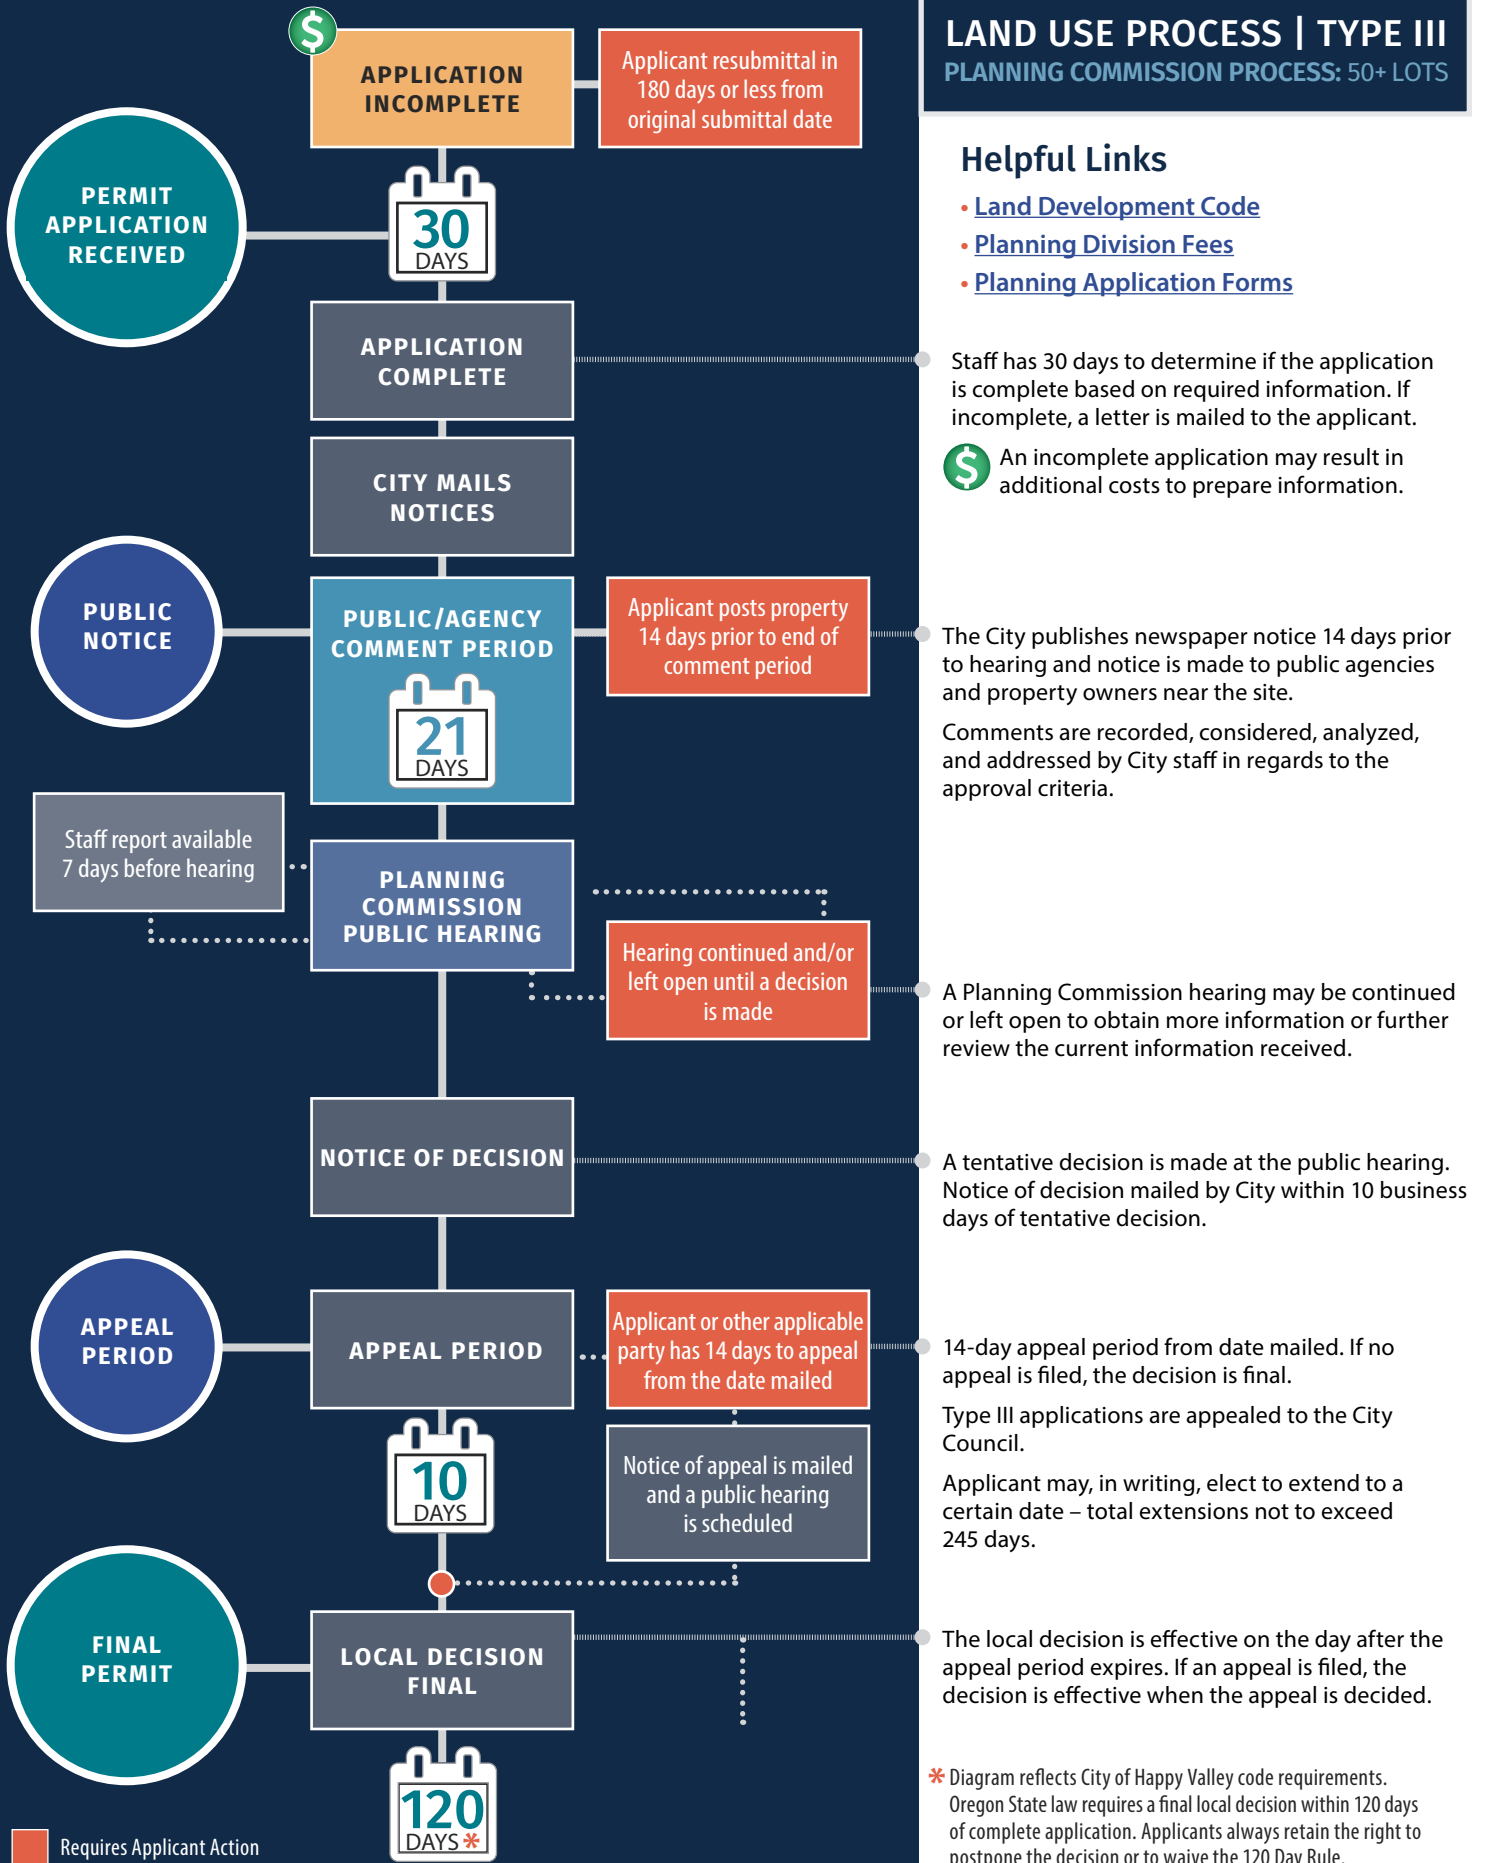 LAND USE PROCESS | TYPE III
PLANNING COMMISSION PROCESS: 50+ LOTS
$
APPLICATION
INCOMPLETE
Applicant resubmittal in
180 days or less from
original submittal date
PERMIT
APPLICATION
RECEIVED
30
DAYS
Helpful Links
• Land Development Code
• Planning Division Fees
• Planning Application Forms
APPLICATION
COMPLETE
Staff has 30 days to determine if the application
is complete based on required information. If
incomplete, a letter is mailed to the applicant.
$
An incomplete application may result in
additional costs to prepare information.
CITY MAILS
NOTICES
PUBLIC
NOTICE
PUBLIC/AGENCY
COMMENT PERIOD
21
DAYS
Applicant posts property
14 days prior to end of
comment period
The City publishes newspaper notice 14 days prior
to hearing and notice is made to public agencies
and property owners near the site.
Comments are recorded, considered, analyzed,
and addressed by City staff in regards to the
approval criteria.
Staff report available
7 days before hearing
PLANNING
COMMISSION
PUBLIC HEARING
Hearing continued and/or
left open until a decision
is made
A Planning Commission hearing may be continued
or left open to obtain more information or further
review the current information received.
NOTICE OF DECISION
A tentative decision is made at the public hearing.
Notice of decision mailed by City within 10 business
days of tentative decision.
APPEAL
PERIOD
APPEAL PERIOD
Applicant or other applicable
party has 14 days to appeal
from the date mailed
14-day appeal period from date mailed. If no
appeal is filed, the decision is final.
Type III applications are appealed to the City
Council.
Applicant may, in writing, elect to extend to a
certain date – total extensions not to exceed
245 days.
10
DAYS
Notice of appeal is mailed
and a public hearing
is scheduled
FINAL
PERMIT
LOCAL DECISION
FINAL
The local decision is effective on the day after the
appeal period expires. If an appeal is filed, the
decision is effective when the appeal is decided.
120
DAYS *
* Diagram reflects City of Happy Valley code requirements.
Oregon State law requires a final local decision within 120 days
of complete application. Applicants always retain the right to
postpone the decision or to waive the 120 Day Rule.
Requires Applicant Action